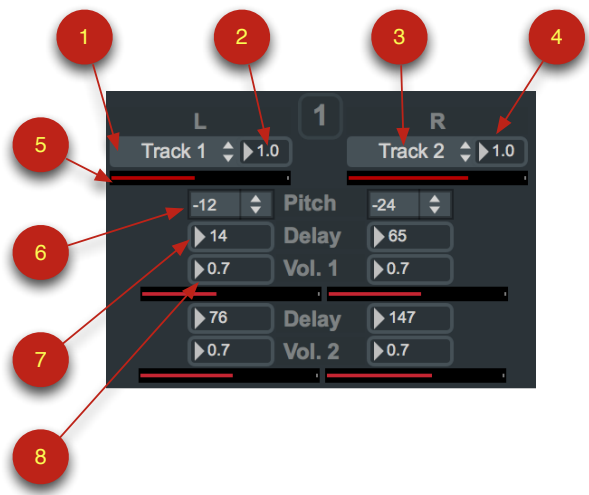 1 2 3 4
L 1 R
5
Track 1 1.0 Track 2 1.0
-12 Pitch -24
6
14 Delay 65
0.7 Vol. 1 0.7
76 Delay 147
7
0.7 Vol. 2 0.7
8